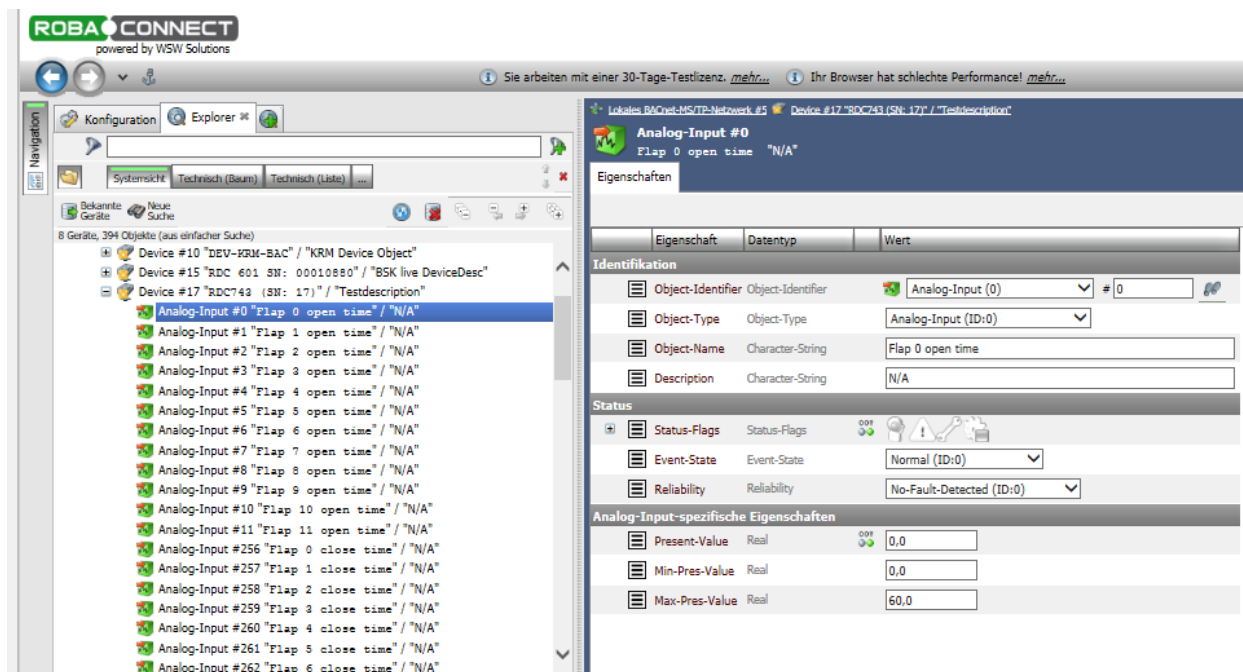 ROBA CONNECT
powered by WSW Solutions
Sie arbeiten mit einer 30-Tage-Testlizenz. mehr... Ihr Browser hat schlechte Performance! mehr...
Navigation
Konfiguration Explorer
Systemsicht Technisch (Baum) Technisch (Liste) ...
Bekannte Geräte Neue Suche
8 Geräte, 394 Objekte (aus einfacher Suche)
Device #10 "DEV-KRM-BAC" / "KRM Device Object"
Device #15 "RDC 601 SN: 00010880" / "BSK live DeviceDesc"
Device #17 "RDC743 (SN: 17)" / "Testdescription"
Analog-Input #0 "Flap 0 open time" / "N/A"
Analog-Input #1 "Flap 1 open time" / "N/A"
Analog-Input #2 "Flap 2 open time" / "N/A"
Analog-Input #3 "Flap 3 open time" / "N/A"
Analog-Input #4 "Flap 4 open time" / "N/A"
Analog-Input #5 "Flap 5 open time" / "N/A"
Analog-Input #6 "Flap 6 open time" / "N/A"
Analog-Input #7 "Flap 7 open time" / "N/A"
Analog-Input #8 "Flap 8 open time" / "N/A"
Analog-Input #9 "Flap 9 open time" / "N/A"
Analog-Input #10 "Flap 10 open time" / "N/A"
Analog-Input #11 "Flap 11 open time" / "N/A"
Analog-Input #256 "Flap 0 close time" / "N/A"
Analog-Input #257 "Flap 1 close time" / "N/A"
Analog-Input #258 "Flap 2 close time" / "N/A"
Analog-Input #259 "Flap 3 close time" / "N/A"
Analog-Input #260 "Flap 4 close time" / "N/A"
Analog-Input #261 "Flap 5 close time" / "N/A"
Analog-Input #262 "Flap 6 close time" / "N/A"
Lokales BACnet-MS/TP-Netzwerk #5 Device #17 "RDC743 (SN: 17)" / "Testdescription"
Analog-Input #0
Flap 0 open time "N/A"
Eigenschaften
Eigenschaft Datentyp Wert
Identifikation
Object-Identifier Object-Identifier Analog-Input (0) # 0
Object-Type Object-Type Analog-Input (ID:0)
Object-Name Character-String Flap 0 open time
Description Character-String N/A
Status
Status-Flags Status-Flags
Event-State Event-State Normal (ID:0)
Reliability Reliability No-Fault-Detected (ID:0)
Analog-Input-spezifische Eigenschaften
Present-Value Real 0,0
Min-Pres-Value Real 0,0
Max-Pres-Value Real 60,0